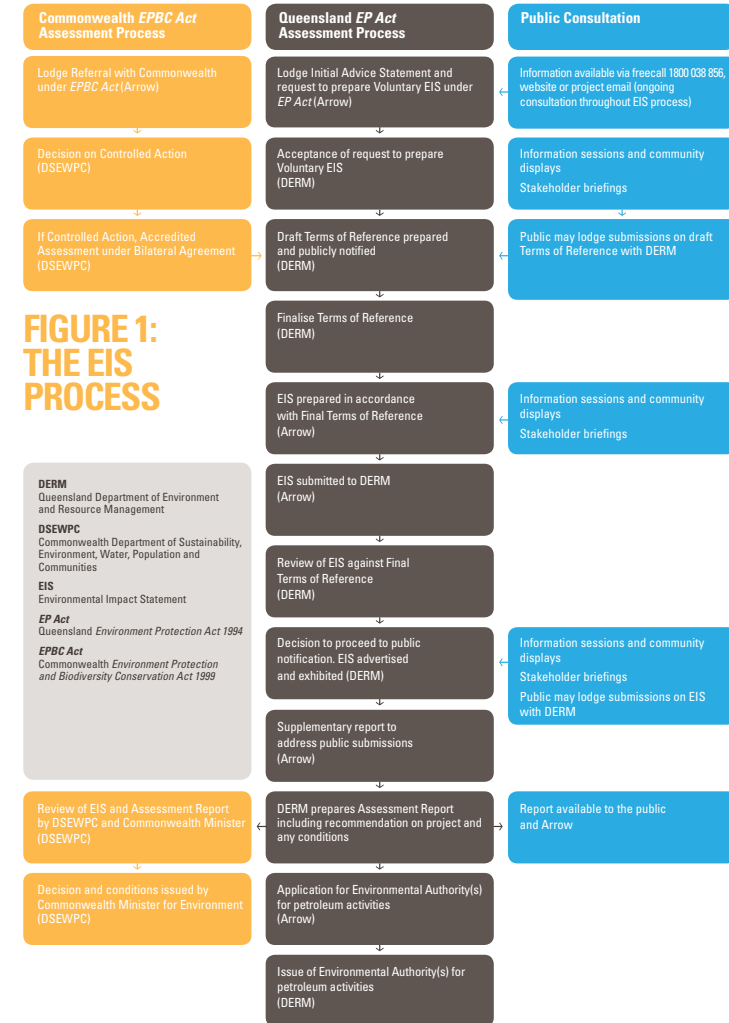 Commonwealth EPBC Act
Assessment Process
Queensland EP Act
Assessment Process
Public Consultation
Lodge Referral with Commonwealth
under EPBC Act (Arrow)
Lodge Initial Advice Statement and
request to prepare Voluntary EIS under
EP Act (Arrow)
Information available via freecall 1800 038 856,
website or project email (ongoing
consultation throughout EIS process)
Decision on Controlled Action
(DSEWPC)
Acceptance of request to prepare
Voluntary EIS
(DERM)
Information sessions and community
displays
Stakeholder briefings
If Controlled Action, Accredited
Assessment under Bilateral Agreement
(DSEWPC)
Draft Terms of Reference prepared
and publicly notified
(DERM)
Public may lodge submissions on draft
Terms of Reference with DERM
FIGURE 1:
THE EIS
PROCESS
Finalise Terms of Reference
(DERM)
EIS prepared in accordance
with Final Terms of Reference
(Arrow)
Information sessions and community
displays
Stakeholder briefings
DERM
Queensland Department of Environment
and Resource Management
DSEWPC
Commonwealth Department of Sustainability,
Environment, Water, Population and
Communities
EIS
Environmental Impact Statement
EP Act
Queensland Environment Protection Act 1994
EPBC Act
Commonwealth Environment Protection
and Biodiversity Conservation Act 1999
EIS submitted to DERM
(Arrow)
Review of EIS against Final
Terms of Reference
(DERM)
Decision to proceed to public
notification. EIS advertised
and exhibited (DERM)
Information sessions and community
displays
Stakeholder briefings
Public may lodge submissions on EIS
with DERM
Supplementary report to
address public submissions
(Arrow)
Review of EIS and Assessment Report
by DSEWPC and Commonwealth Minister
(DSEWPC)
DERM prepares Assessment Report
including recommendation on project and
any conditions
Report available to the public
and Arrow
Decision and conditions issued by
Commonwealth Minister for Environment
(DSEWPC)
Application for Environmental Authority(s)
for petroleum activities
(Arrow)
Issue of Environmental Authority(s) for
petroleum activities
(DERM)